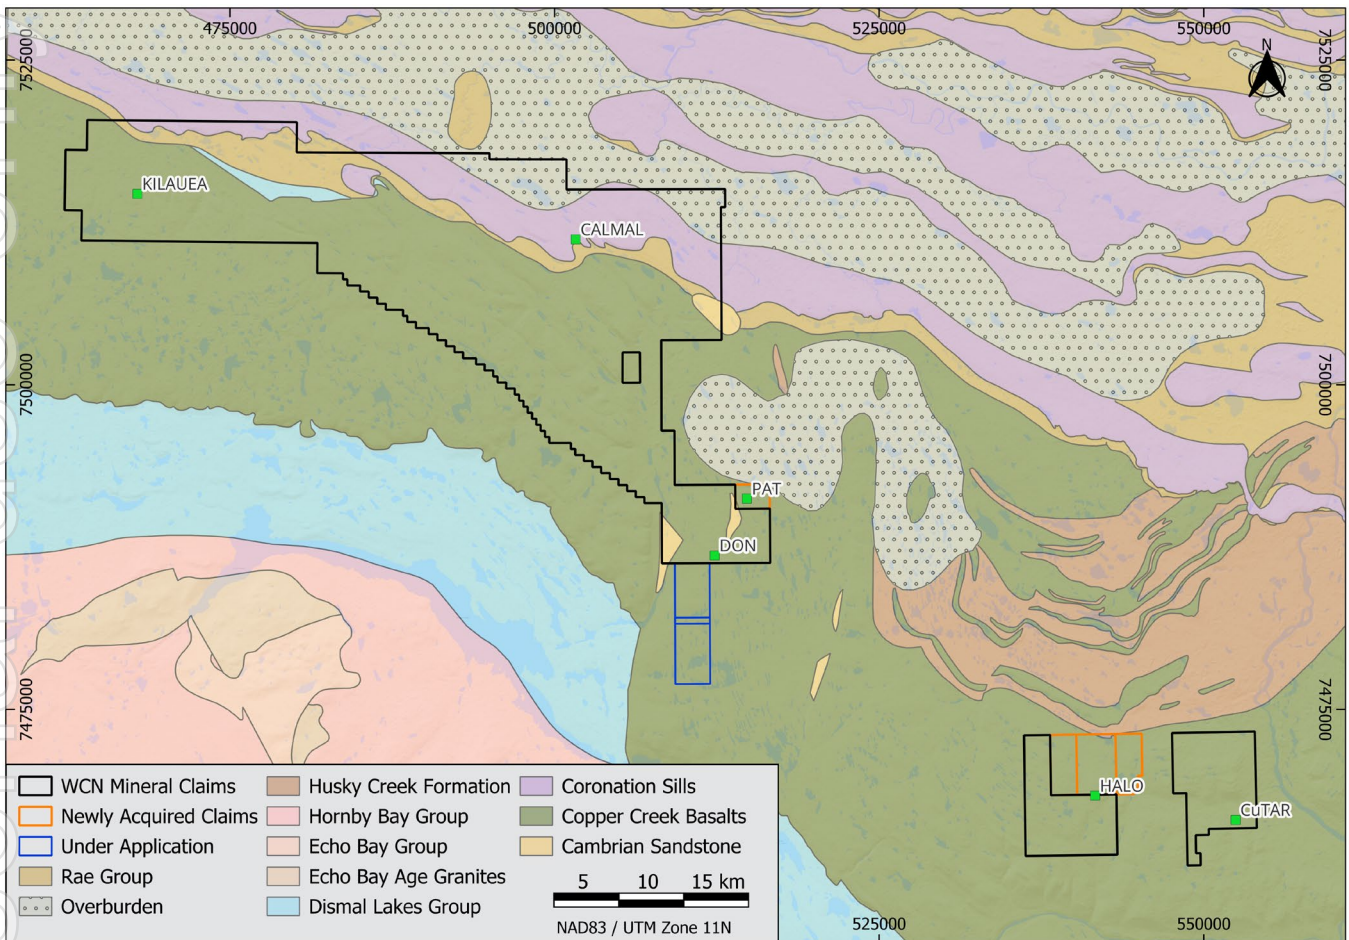 475000
500000
525000
550000
N
7525000
7525000
KILAUEA
CALMAL
7500000
7500000
PAT
DON
7475000
7475000
HALO
CuTAR
WCN Mineral Claims
Newly Acquired Claims
Under Application
Rae Group
Overburden
Husky Creek Formation
Hornby Bay Group
Echo Bay Group
Echo Bay Age Granites
Dismal Lakes Group
Coronation Sills
Copper Creek Basalts
Cambrian Sandstone
5 10 15 km
NAD83 / UTM Zone 11N
525000
550000